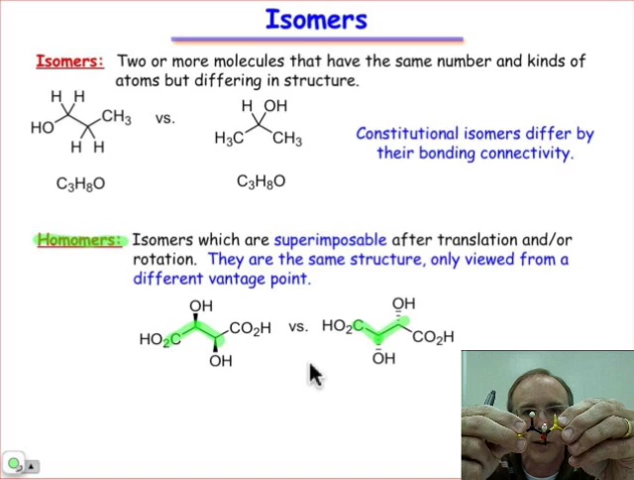 Isomers
Isomers: Two or more molecules that have the same number and kinds of
atoms but differing in structure.
H H
HO CH₃
H H
vs.
H OH
H₃C CH₃
Constitutional isomers differ by
their bonding connectivity.
C₃H₈O
C₃H₈O
Homomers: Isomers which are superimposable after translation and/or
rotation. They are the same structure, only viewed from a
different vantage point.
OH
HO₂C CO₂H
OH
vs.
OH
HO₂C CO₂H
OH